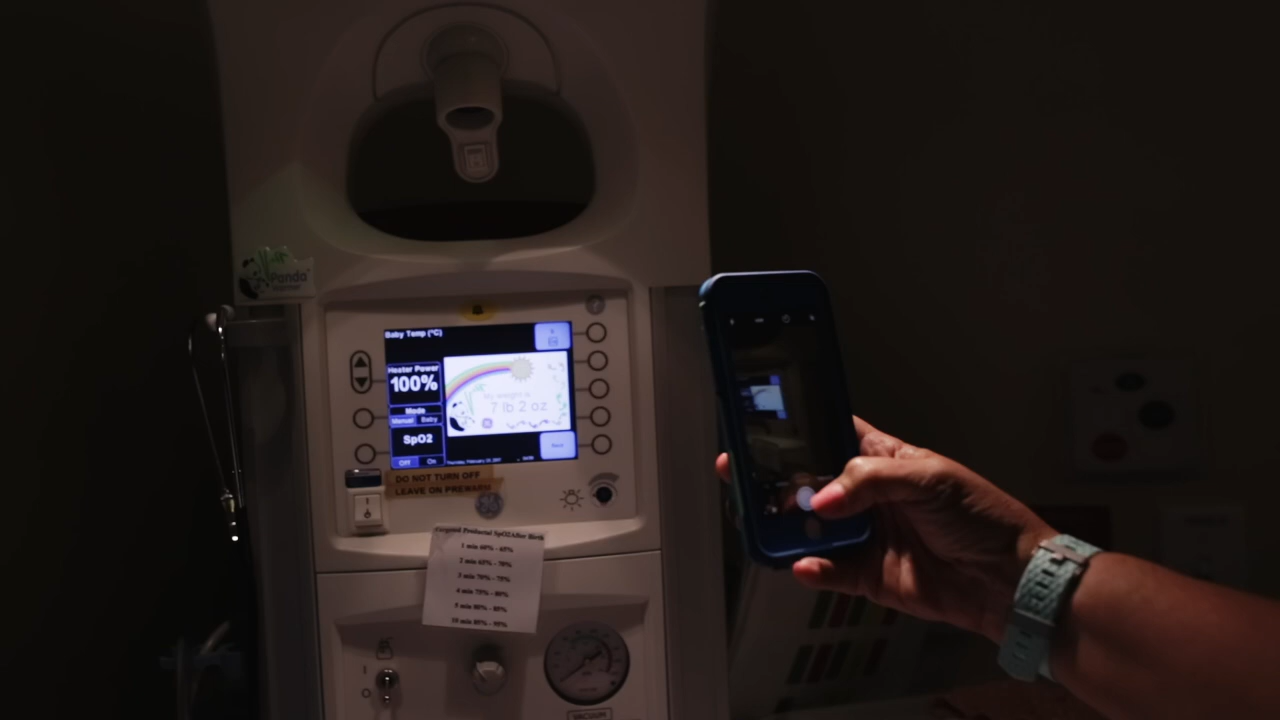 Panda
Baby Temp (°C)
Heater Power
100%
Mode
Manual Baby
SpO2
Off On
My weight is
7 lb 2 oz
DO NOT TURN OFF
LEAVE ON PREWARM
Targeted Preductal SpO2 After Birth
1 min 60% - 65%
2 min 65% - 70%
3 min 70% - 75%
4 min 75% - 80%
5 min 80% - 85%
10 min 85% - 95%
VACUUM